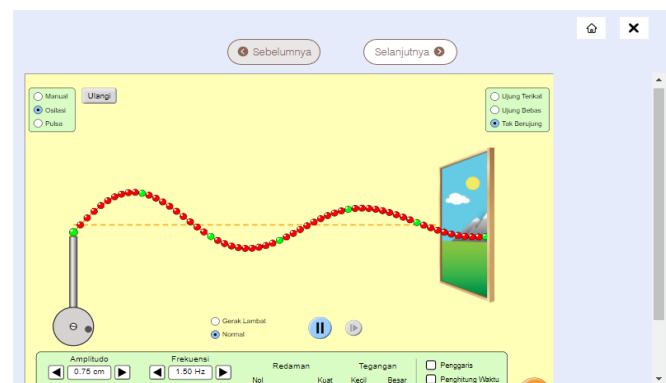 Sebelumnya
Selanjutnya
Manual
Osilasi
Pulsa
Ulangi
Ujung Terikat
Ujung Bebas
Tak Berujung
Gerak Lambat
Normal
Amplitudo
0.75 cm
Frekuensi
1.50 Hz
Redaman
Nol Kuat
Tegangan
Kecil Besar
Penggaris
Penghitung Waktu